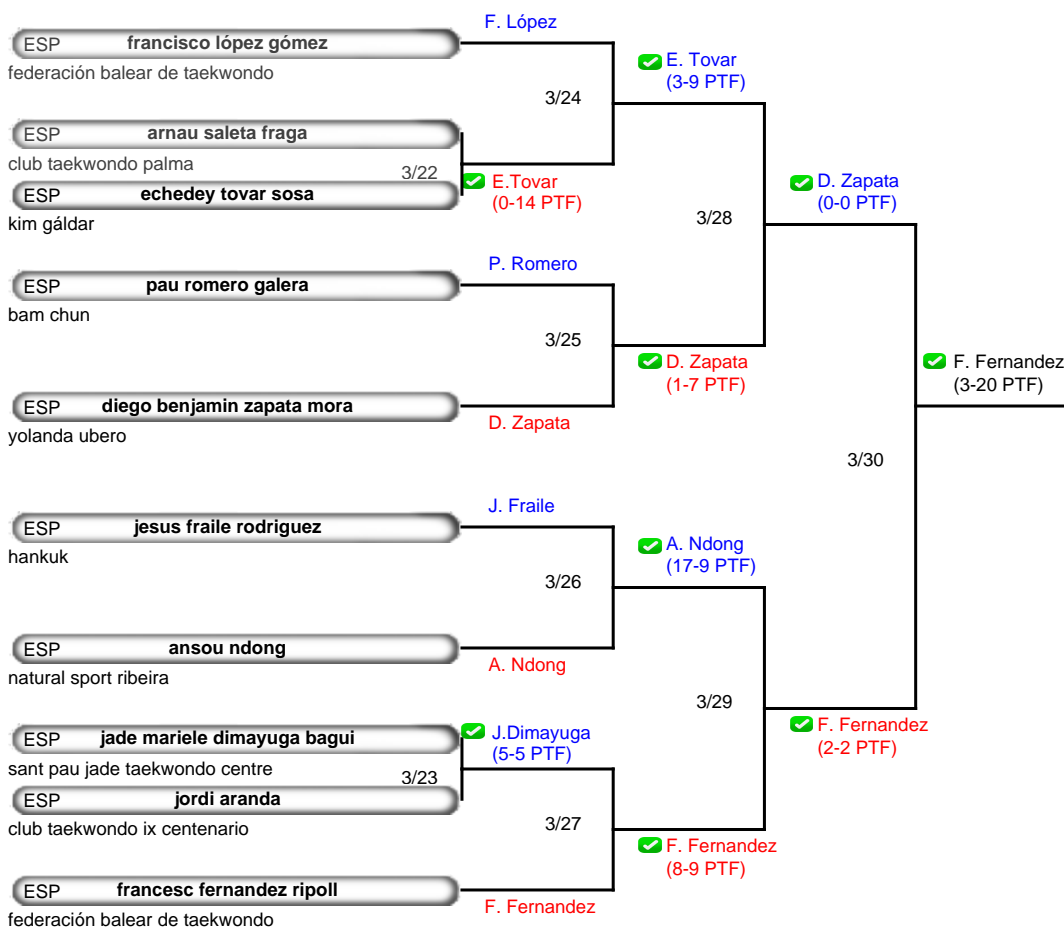 F. López
ESP francisco lópez gómez
federación balear de taekwondo
E. Tovar
(3-9 PTF)
3/24
ESP arnau saleta fraga
club taekwondo palma
3/22
E.Tovar
(0-14 PTF)
ESP echedey tovar sosa
kim gáldar
D. Zapata
(0-0 PTF)
3/28
P. Romero
ESP pau romero galera
bam chun
3/25
D. Zapata
(1-7 PTF)
F. Fernandez
(3-20 PTF)
ESP diego benjamin zapata mora
yolanda ubero
D. Zapata
3/30
J. Fraile
ESP jesus fraile rodriguez
hankuk
A. Ndong
(17-9 PTF)
3/26
ESP ansou ndong
natural sport ribeira
A. Ndong
3/29
F. Fernandez
(2-2 PTF)
J.Dimayuga
(5-5 PTF)
ESP jade mariele dimayuga bagui
sant pau jade taekwondo centre
3/23
ESP jordi aranda
club taekwondo ix centenario
3/27
F. Fernandez
(8-9 PTF)
ESP francesc fernandez ripoll
federación balear de taekwondo
F. Fernandez